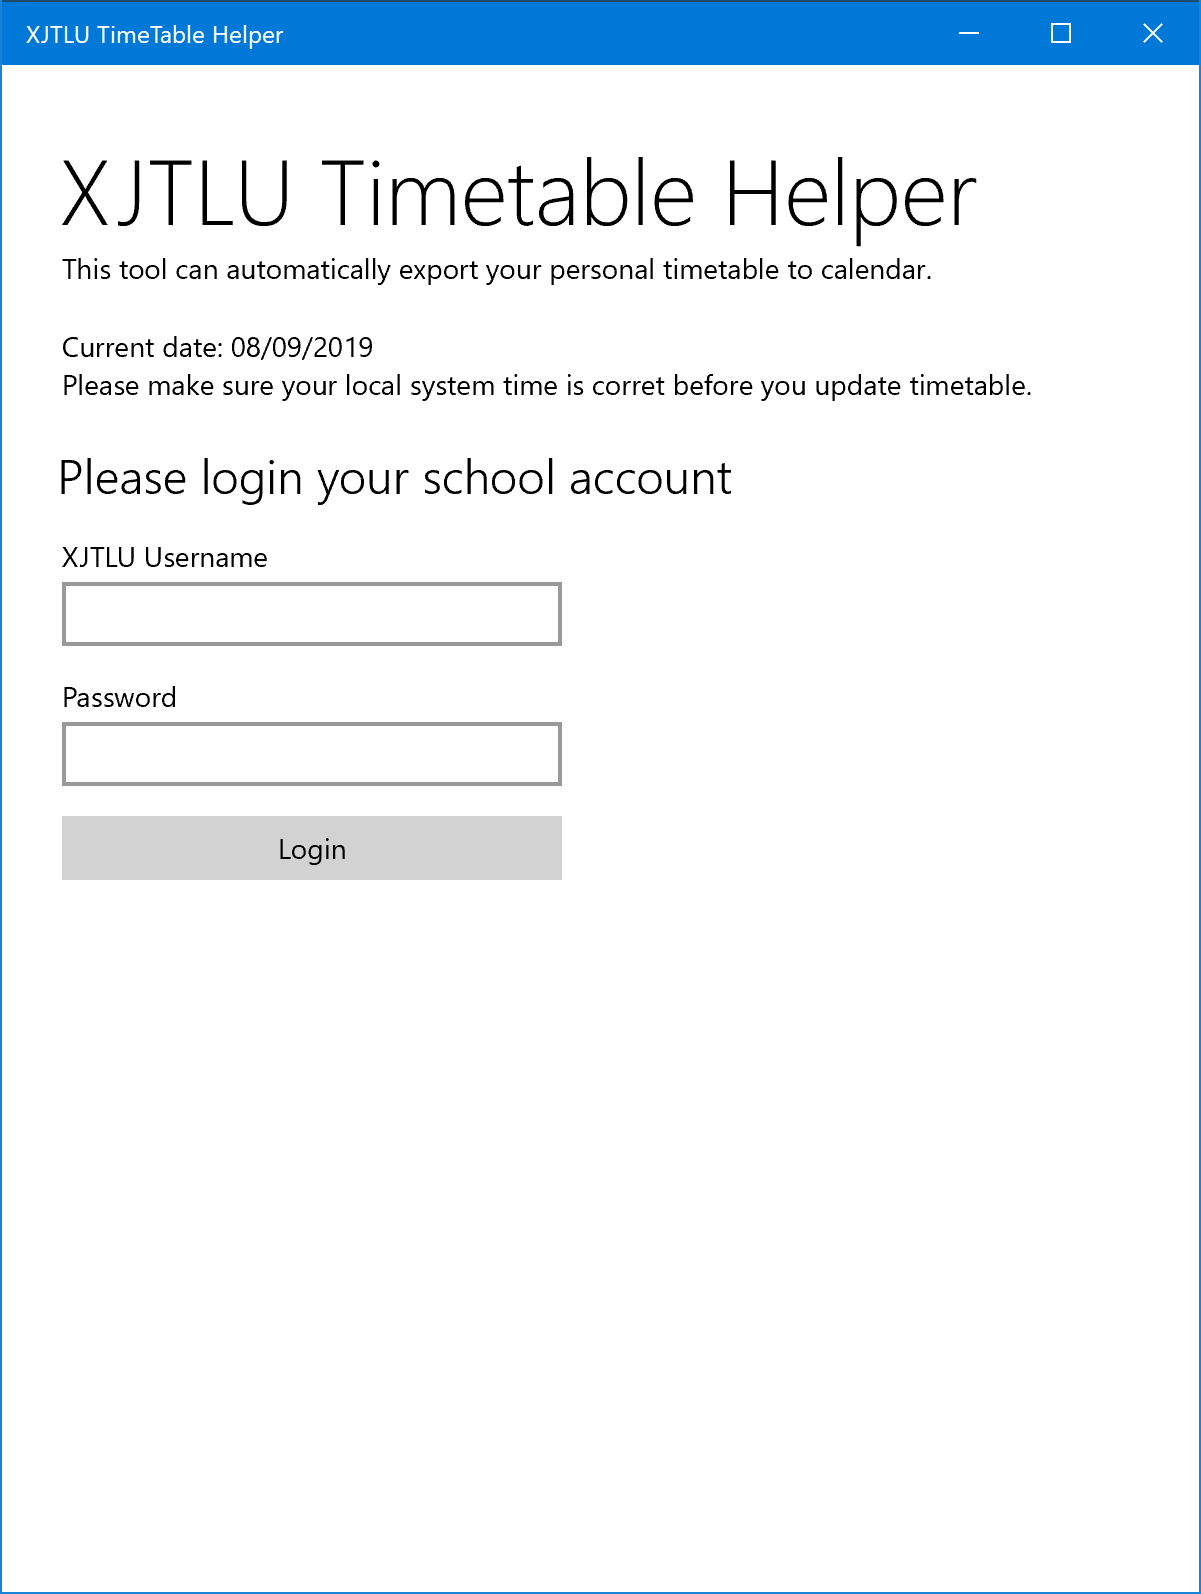 XJTLU TimeTable Helper
XJTLU Timetable Helper
This tool can automatically export your personal timetable to calendar.
Current date: 08/09/2019
Please make sure your local system time is corret before you update timetable.
Please login your school account
XJTLU Username
Password
Login